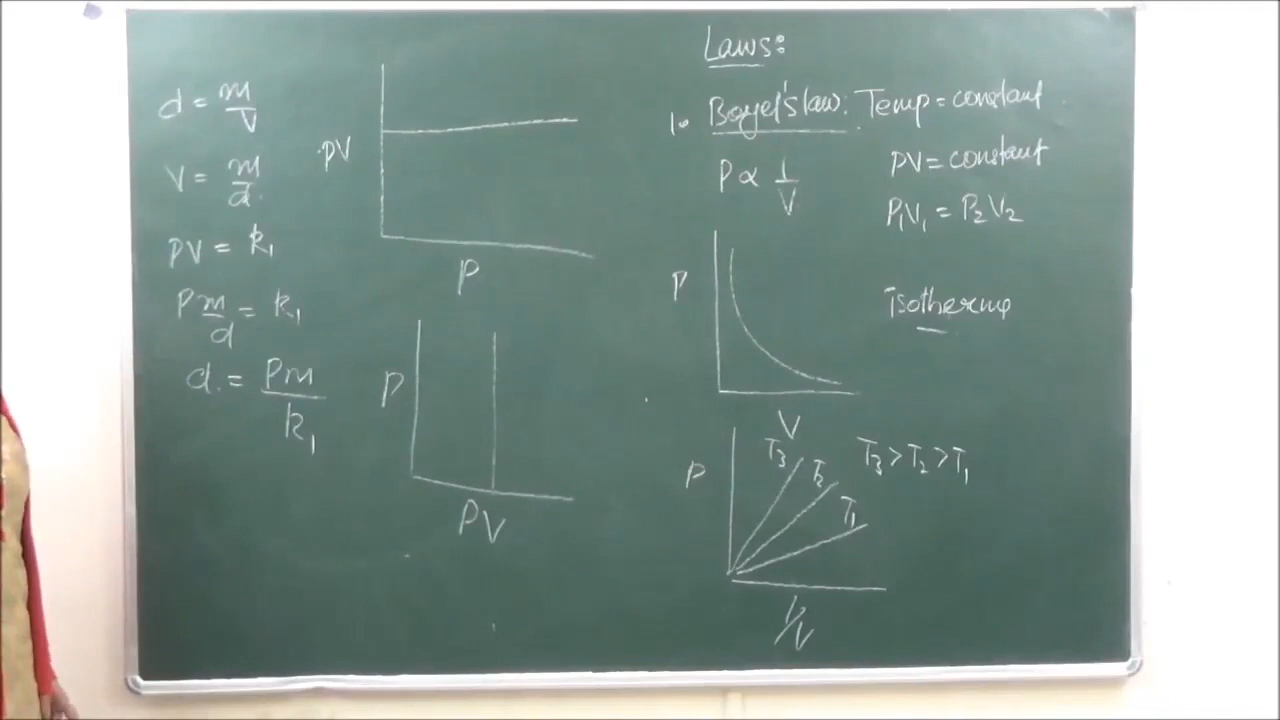 d = m/V
V = m/d.
PV = k₁
P m/d = k₁
d. = Pm/k₁
PV
P
P
PV
Laws:
1. Boyel's law: Temp = constant
P ∝ 1/V
PV = constant
P₁V₁ = P₂V₂
P
V
P
T₃
T₂
T₁
T₃ > T₂ > T₁
1/V